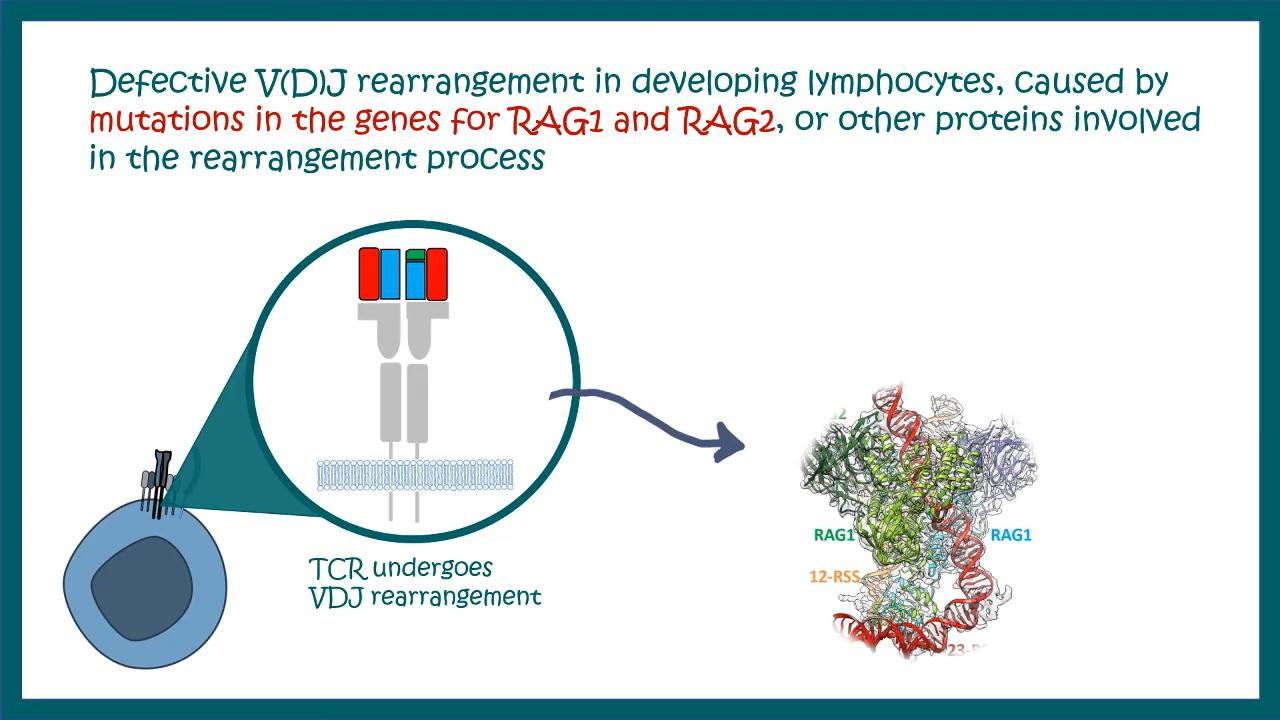 Defective V(D)J rearrangement in developing lymphocytes, caused by
mutations in the genes for RAG1 and RAG2, or other proteins involved
in the rearrangement process
RAG1
RAG1
12-RSS
TCR undergoes
VDJ rearrangement